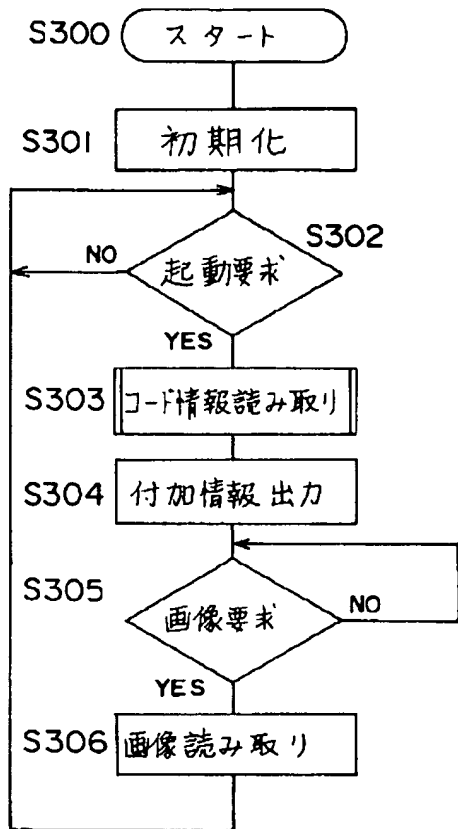 S300 スタート
S301 初期化
S302
NO 起動要求
YES
S303 コード情報読み取り
S304 付加情報出力
S305
画像要求 NO
YES
S306 画像読み取り